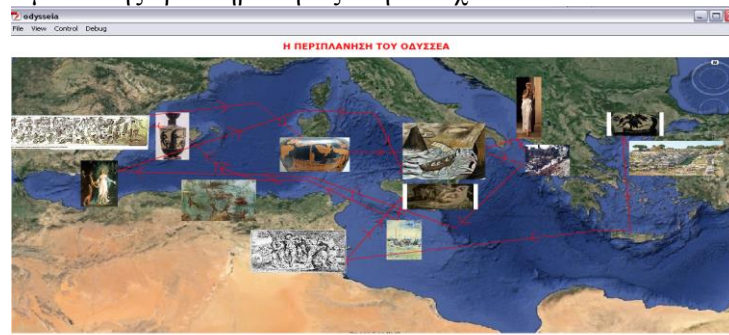 odysseia
File View Control Debug
Η ΠΕΡΙΠΛΑΝΗΣΗ ΤΟΥ ΟΔΥΣΣΕΑ